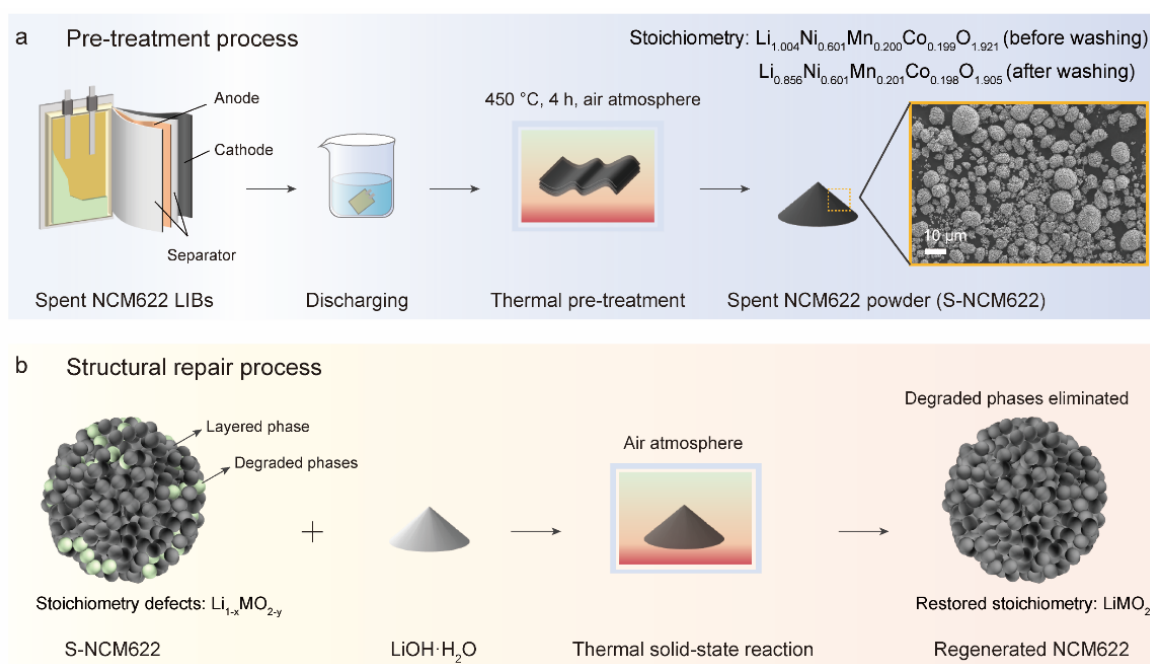 a Pre-treatment process
Stoichiometry: Li₁.₀₀₄Ni₀.₆₀₁Mn₀.₂₀₀Co₀.₁₉₉O₁.₉₂₁ (before washing)
Li₀.₈₅₆Ni₀.₆₀₁Mn₀.₂₀₁Co₀.₁₉₈O₁.₉₀₅ (after washing)
Anode
Cathode
Separator
450 °C, 4 h, air atmosphere
10 μm
Spent NCM622 LIBs
Discharging
Thermal pre-treatment
Spent NCM622 powder (S-NCM622)
b Structural repair process
Layered phase
Degraded phases
+
Air atmosphere
Degraded phases eliminated
Stoichiometry defects: Li₁₋ₓMO₂₋ᵧ
Restored stoichiometry: LiMO₂
S-NCM622
LiOH·H₂O
Thermal solid-state reaction
Regenerated NCM622